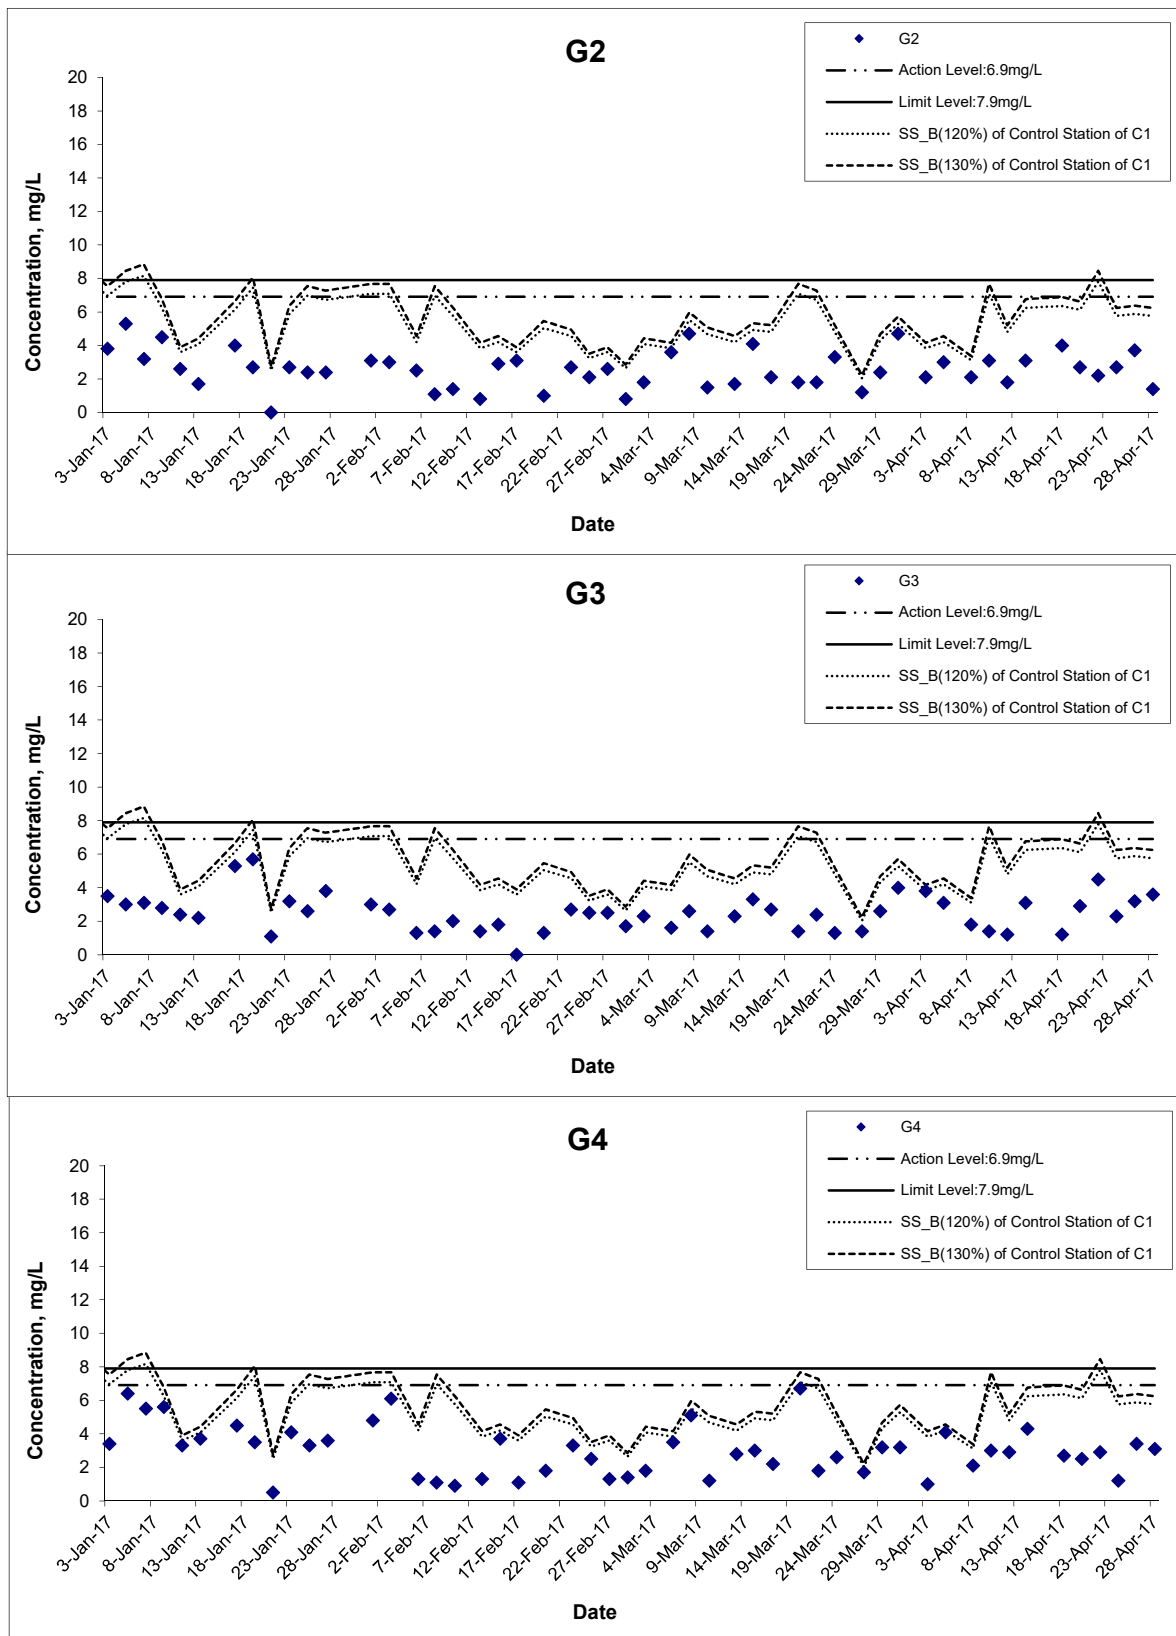 G2
G2
Action Level:6.9mg/L
Limit Level:7.9mg/L
SS_B(120%) of Control Station of C1
SS_B(130%) of Control Station of C1
Concentration, mg/L
20
18
16
14
12
10
8
6
4
2
0
3-Jan-17
8-Jan-17
13-Jan-17
18-Jan-17
23-Jan-17
28-Jan-17
2-Feb-17
7-Feb-17
12-Feb-17
17-Feb-17
22-Feb-17
27-Feb-17
4-Mar-17
9-Mar-17
14-Mar-17
19-Mar-17
24-Mar-17
29-Mar-17
3-Apr-17
8-Apr-17
13-Apr-17
18-Apr-17
23-Apr-17
28-Apr-17
Date
G3
G3
Action Level:6.9mg/L
Limit Level:7.9mg/L
SS_B(120%) of Control Station of C1
SS_B(130%) of Control Station of C1
Concentration, mg/L
20
18
16
14
12
10
8
6
4
2
0
3-Jan-17
8-Jan-17
13-Jan-17
18-Jan-17
23-Jan-17
28-Jan-17
2-Feb-17
7-Feb-17
12-Feb-17
17-Feb-17
22-Feb-17
27-Feb-17
4-Mar-17
9-Mar-17
14-Mar-17
19-Mar-17
24-Mar-17
29-Mar-17
3-Apr-17
8-Apr-17
13-Apr-17
18-Apr-17
23-Apr-17
28-Apr-17
Date
G4
G4
Action Level:6.9mg/L
Limit Level:7.9mg/L
SS_B(120%) of Control Station of C1
SS_B(130%) of Control Station of C1
Concentration, mg/L
20
18
16
14
12
10
8
6
4
2
0
3-Jan-17
8-Jan-17
13-Jan-17
18-Jan-17
23-Jan-17
28-Jan-17
2-Feb-17
7-Feb-17
12-Feb-17
17-Feb-17
22-Feb-17
27-Feb-17
4-Mar-17
9-Mar-17
14-Mar-17
19-Mar-17
24-Mar-17
29-Mar-17
3-Apr-17
8-Apr-17
13-Apr-17
18-Apr-17
23-Apr-17
28-Apr-17
Date